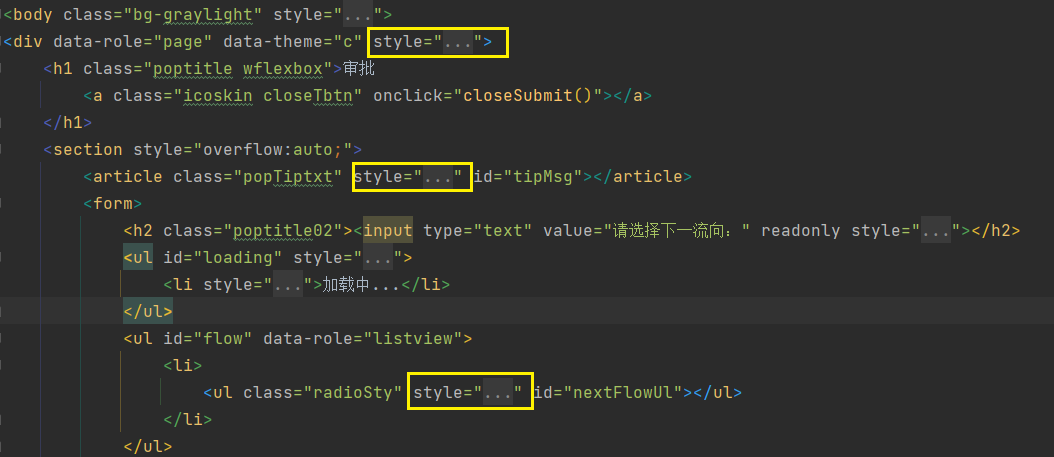 <body class="bg-graylight" style="...">
<div data-role="page" data-theme="c" style="...">
<h1 class="poptitle wflexbox">审批
<a class="icoskin closeTbtn" onclick="closeSubmit()"></a>
</h1>
<section style="overflow:auto;">
<article class="popTiptxt" style="..." id="tipMsg"></article>
<form>
<h2 class="poptitle02"><input type="text" value="请选择下一流向：" readonly style="..."></h2>
<ul id="loading" style="...">
<li style="...">加载中...</li>
</ul>
<ul id="flow" data-role="listview">
<li>
<ul class="radioSty" style="..." id="nextFlowUl"></ul>
</li>
</ul>